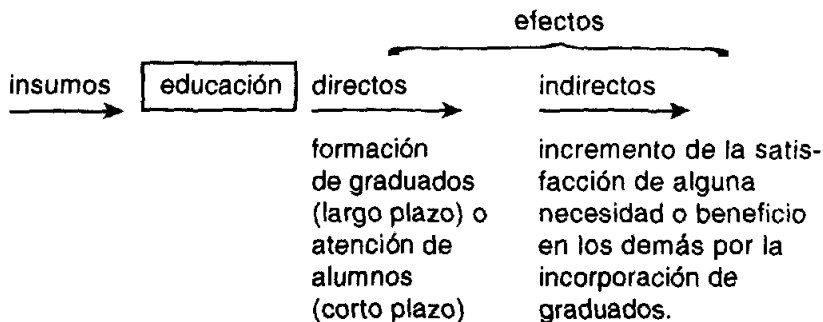 efectos
insumos
educación
directos
indirectos
formación
de graduados
(largo plazo) o
atención de
alumnos
(corto plazo)
incremento de la satis-
facción de alguna
necesidad o beneficio
en los demás por la
incorporación de
graduados.